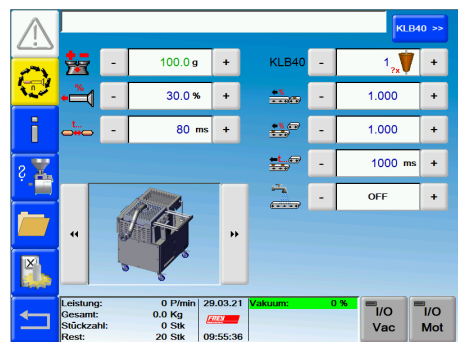 KLB40 >>
- 100.0 g +
KLB40 - 1 ?x +
% - 30.0 % +
s - 1.000 +
t... - 80 ms +
s - 1.000 +
t - 1000 ms +
- OFF +
i
?
Leistung: 0 P/min 29.03.21 Vakuum: 0 %
Gesamt: 0.0 Kg
Stückzahl: 0 Stk FREY
Rest: 20 Stk 09:55:36
I/O Vac
I/O Mot